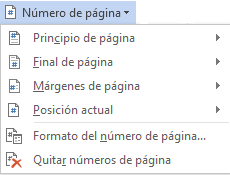 Número de página
Principio de página
Final de página
Márgenes de página
Posición actual
Formato del número de página...
Quitar números de página